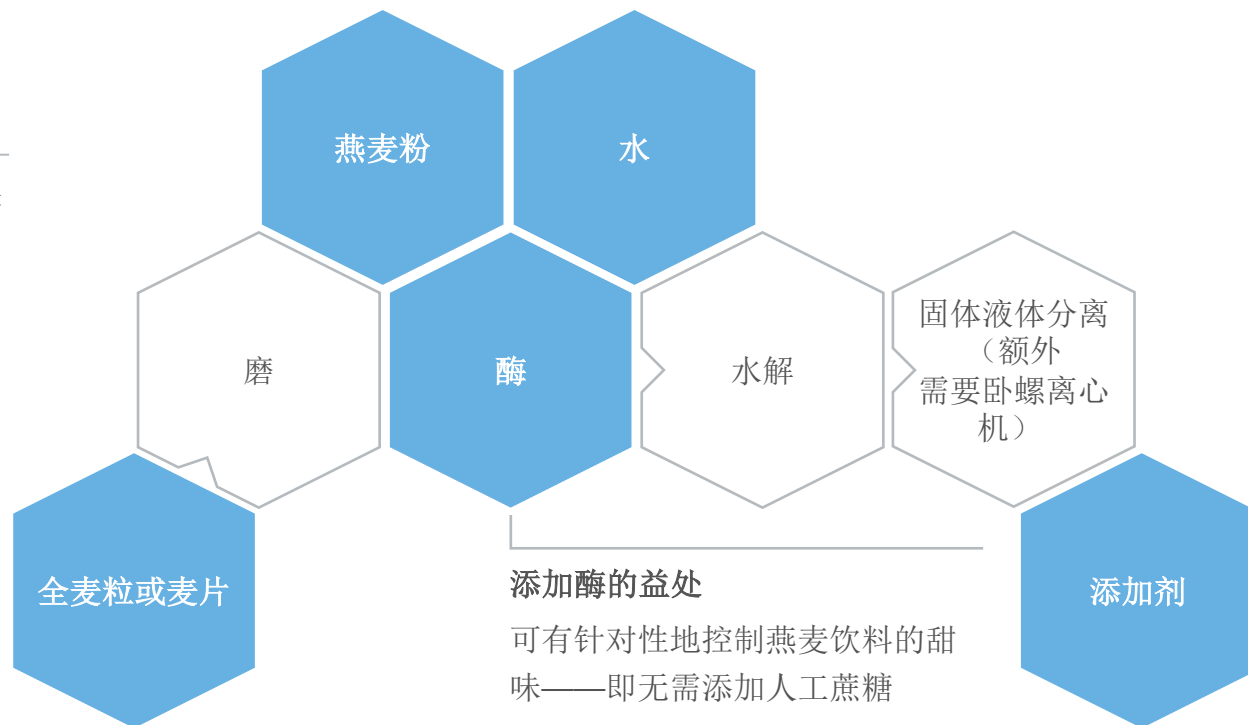 燕麦粉
水
磨
酶
水解
固体液体分离
（额外
需要卧螺离心
机）
全麦粒或麦片
添加剂
添加酶的益处
可有针对性地控制燕麦饮料的甜
味——即无需添加人工蔗糖